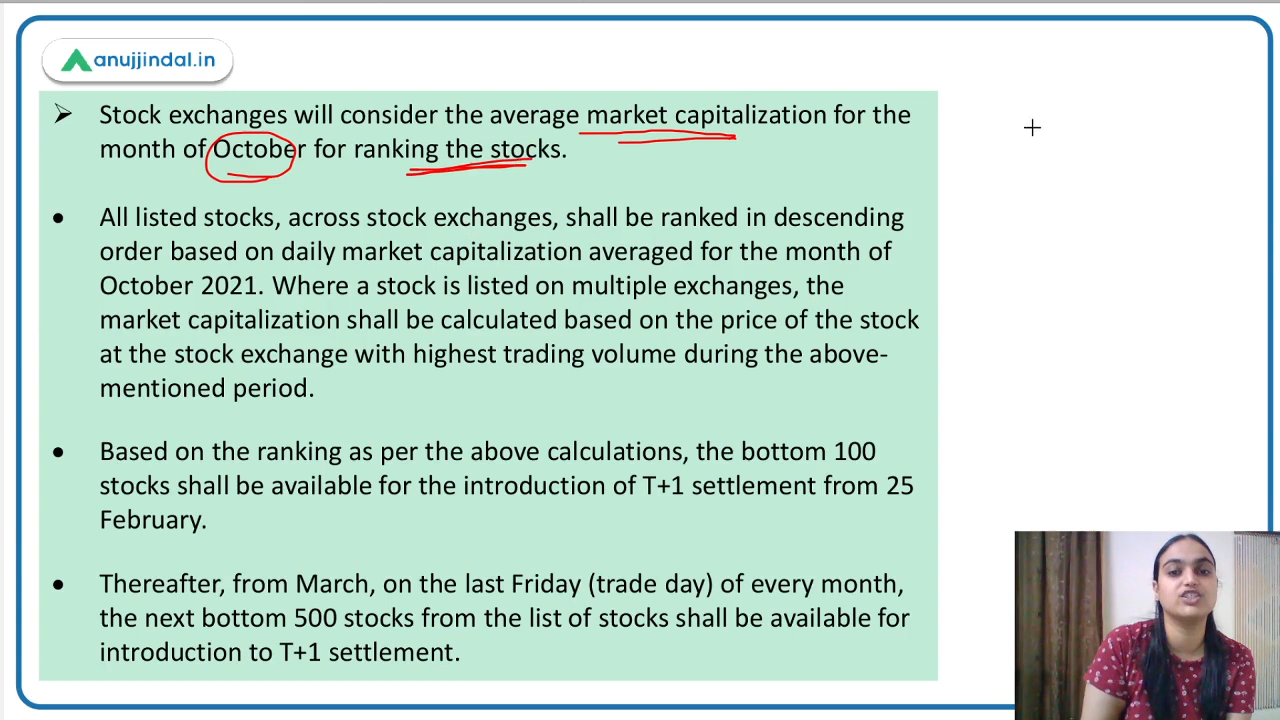 anujjindal.in
Stock exchanges will consider the average market capitalization for the
month of October for ranking the stocks.
All listed stocks, across stock exchanges, shall be ranked in descending
order based on daily market capitalization averaged for the month of
October 2021. Where a stock is listed on multiple exchanges, the
market capitalization shall be calculated based on the price of the stock
at the stock exchange with highest trading volume during the above-
mentioned period.
Based on the ranking as per the above calculations, the bottom 100
stocks shall be available for the introduction of T+1 settlement from 25
February.
Thereafter, from March, on the last Friday (trade day) of every month,
the next bottom 500 stocks from the list of stocks shall be available for
introduction to T+1 settlement.